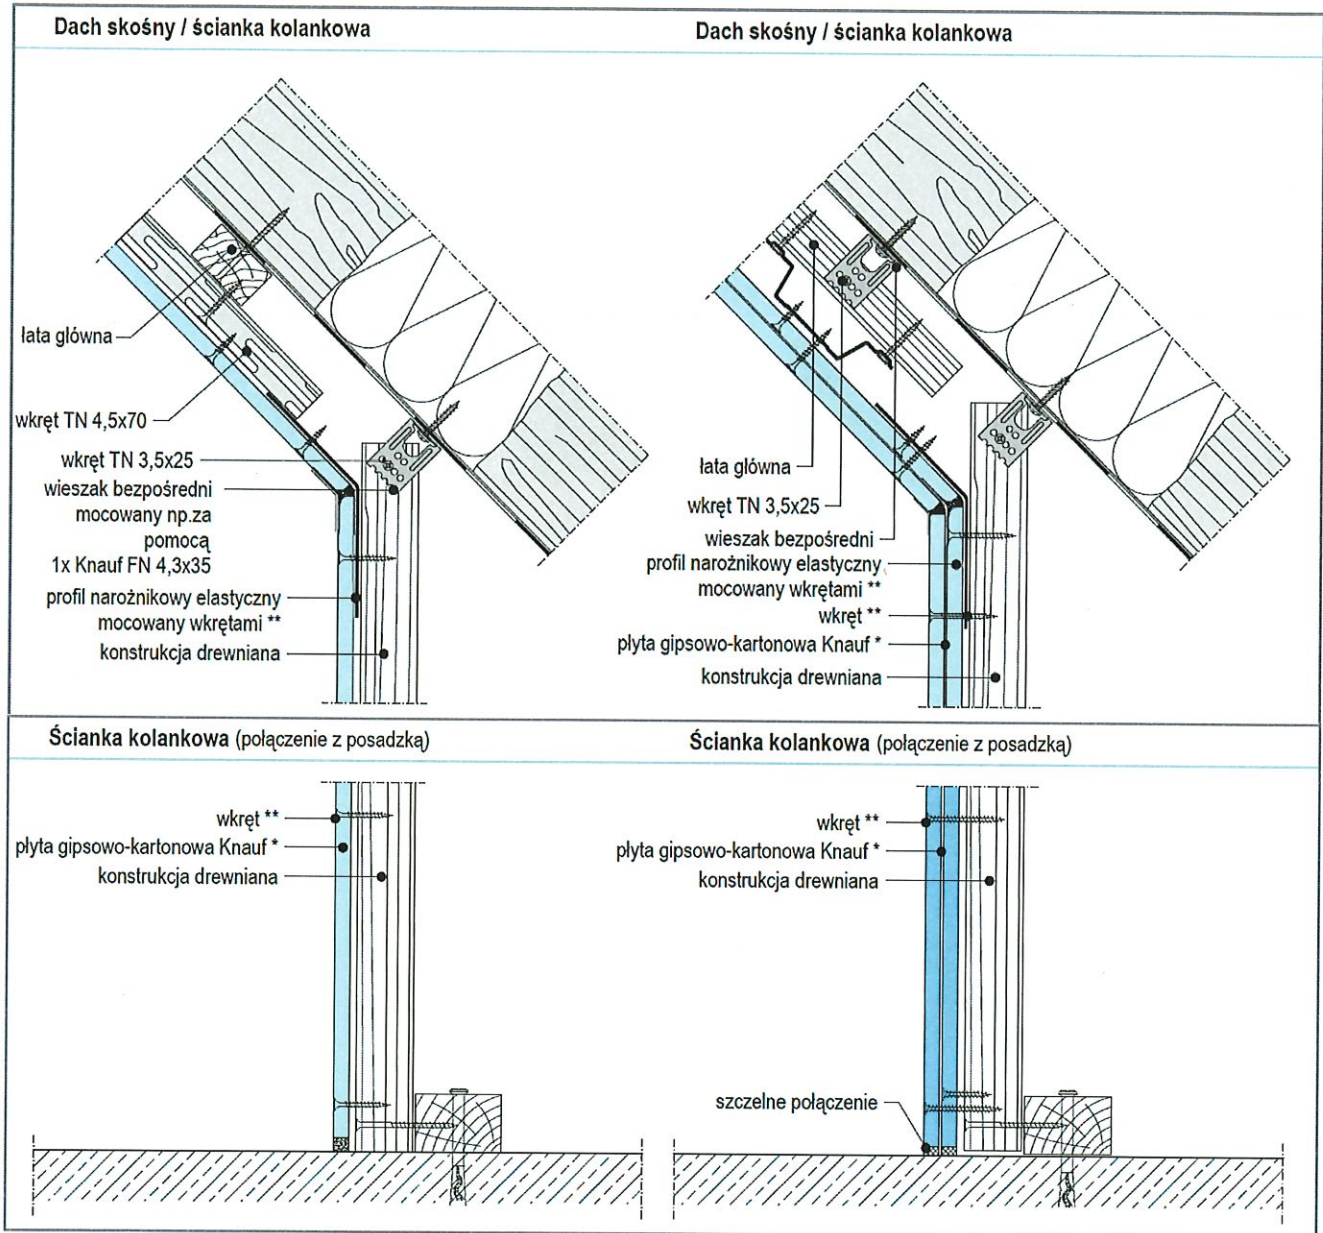 Dach skośny / ścianka kolankowa
łata główna
wkręt TN 4,5x70
wkręt TN 3,5x25
wieszak bezpośredni
mocowany np.za
pomocą
1x Knauf FN 4,3x35
profil narożnikowy elastyczny
mocowany wkrętami **
konstrukcja drewniana
Dach skośny / ścianka kolankowa
łata główna
wkręt TN 3,5x25
wieszak bezpośredni
profil narożnikowy elastyczny
mocowany wkrętami **
wkręt **
płyta gipsowo-kartonowa Knauf *
konstrukcja drewniana
Ścianka kolankowa (połączenie z posadzką)
wkręt **
płyta gipsowo-kartonowa Knauf *
konstrukcja drewniana
Ścianka kolankowa (połączenie z posadzką)
wkręt **
płyta gipsowo-kartonowa Knauf *
konstrukcja drewniana
szczelne połączenie